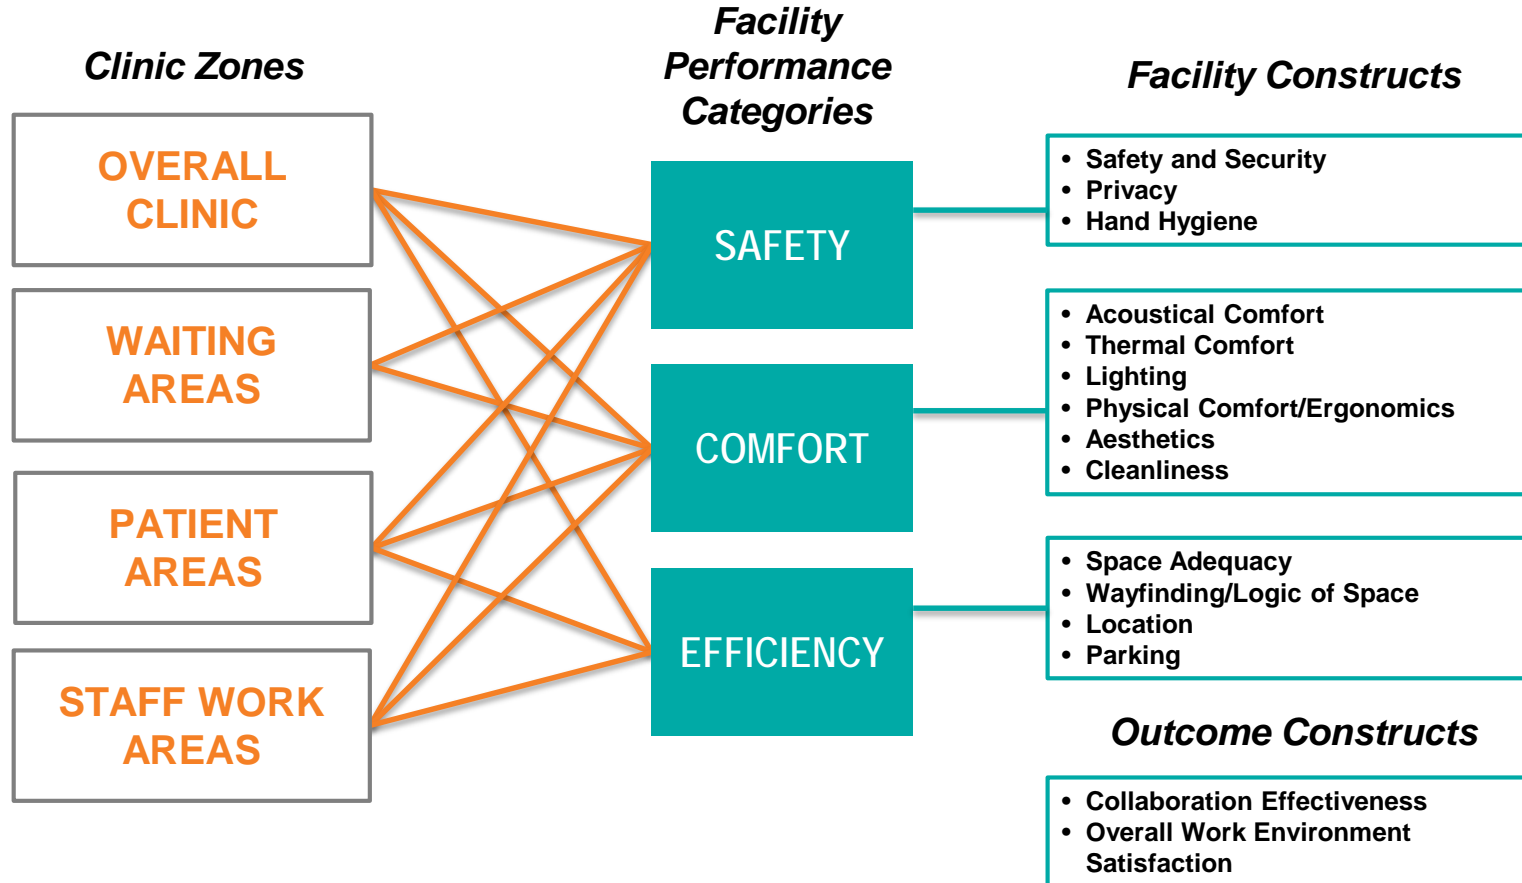 Clinic Zones
OVERALL
CLINIC
WAITING
AREAS
PATIENT
AREAS
STAFF WORK
AREAS
Facility
Performance
Categories
SAFETY
COMFORT
EFFICIENCY
Facility Constructs
• Safety and Security
• Privacy
• Hand Hygiene
• Acoustical Comfort
• Thermal Comfort
• Lighting
• Physical Comfort/Ergonomics
• Aesthetics
• Cleanliness
• Space Adequacy
• Wayfinding/Logic of Space
• Location
• Parking
Outcome Constructs
• Collaboration Effectiveness
• Overall Work Environment
Satisfaction